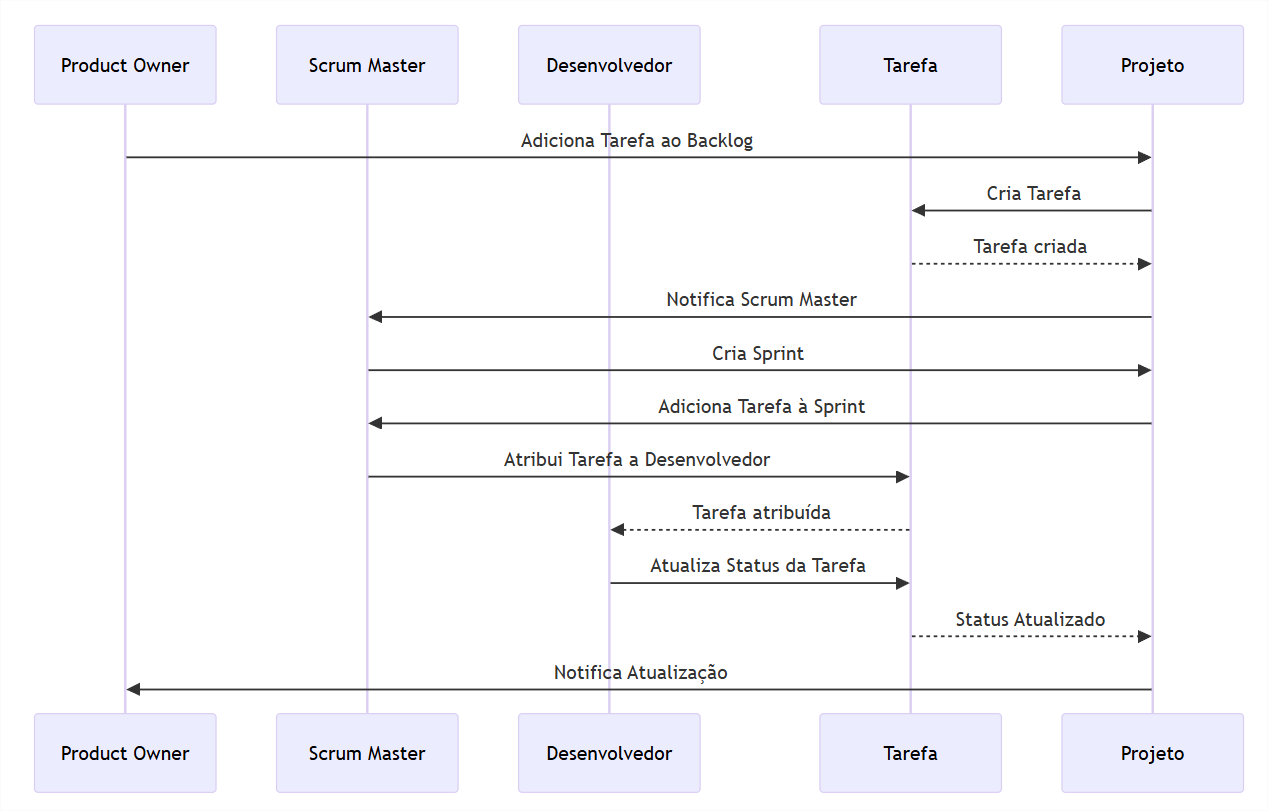 Product Owner
Scrum Master
Desenvolvedor
Tarefa
Projeto
Adiciona Tarefa ao Backlog
Cria Tarefa
Tarefa criada
Notifica Scrum Master
Cria Sprint
Adiciona Tarefa à Sprint
Atribui Tarefa a Desenvolvedor
Tarefa atribuída
Atualiza Status da Tarefa
Status Atualizado
Notifica Atualização
Product Owner
Scrum Master
Desenvolvedor
Tarefa
Projeto